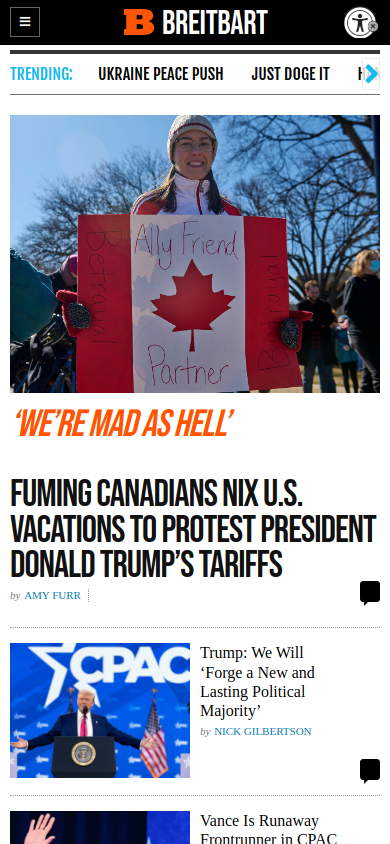 BREITBART
TRENDING:
UKRAINE PEACE PUSH
JUST DOGE IT
Ally Friend
Betrayal
Betrayal
Partner
‘WE’RE MAD AS HELL’
FUMING CANADIANS NIX U.S.
VACATIONS TO PROTEST PRESIDENT
DONALD TRUMP’S TARIFFS
by AMY FURR
CPAC
Trump: We Will
‘Forge a New and
Lasting Political
Majority’
by NICK GILBERTSON
Vance Is Runaway
Frontrunner in CPAC